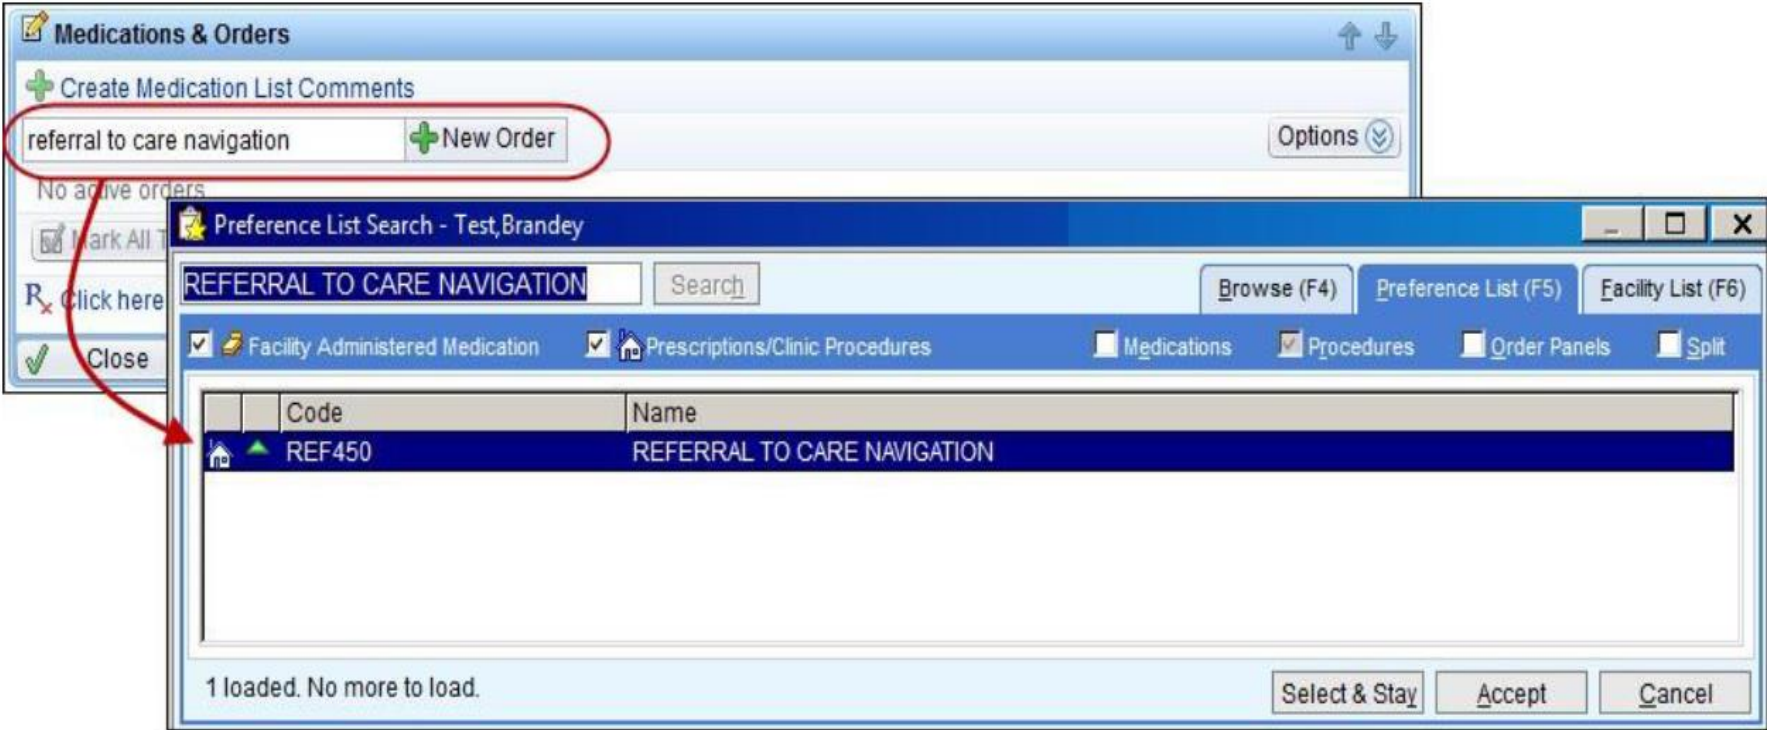 Medications & Orders
Create Medication List Comments
referral to care navigation New Order Options
No active orders
Mark All T
Rx Click here
Close
Preference List Search - Test,Brandey
REFERRAL TO CARE NAVIGATION Search Browse (F4) Preference List (F5) Facility List (F6)
Facility Administered Medication Prescriptions/Clinic Procedures Medications Procedures Order Panels Split
Code Name
REF450 REFERRAL TO CARE NAVIGATION
1 loaded. No more to load. Select & Stay Accept Cancel